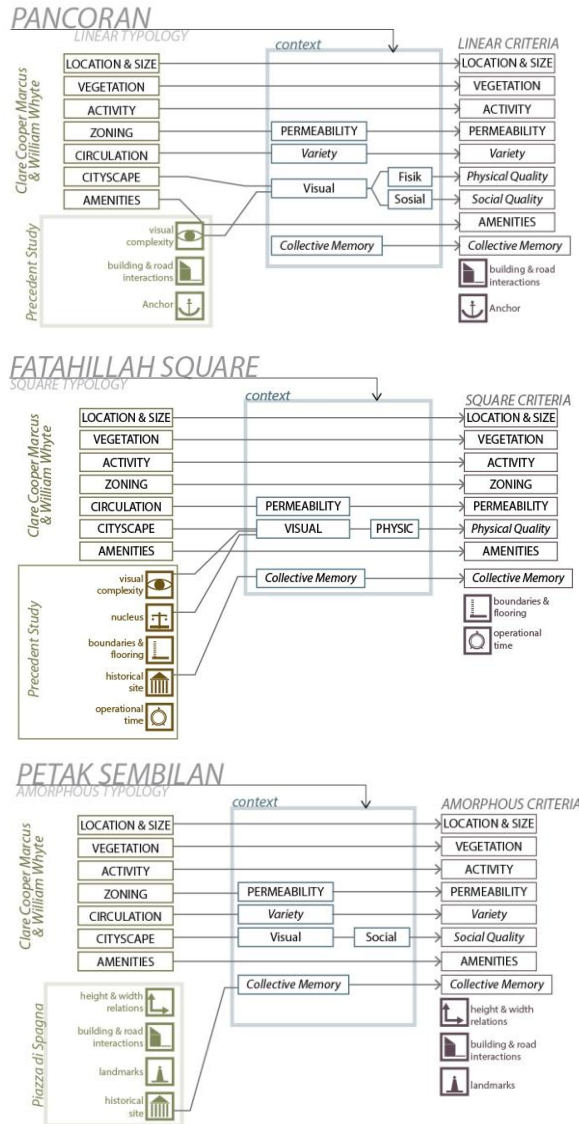 PANCORAN
LINEAR TYPOLOGY
context
LINEAR CRITERIA
Clare Cooper Marcus
& William Whyte
LOCATION & SIZE
LOCATION & SIZE
VEGETATION
VEGETATION
ACTIVITY
ACTIVITY
ZONING
PERMEABILITY
PERMEABILITY
CIRCULATION
Variety
Variety
CITYSCAPE
Visual
Fisik
Physical Quality
Sosial
Social Quality
AMENITIES
AMENITIES
Precedent Study
visual
complexity
Collective Memory
Collective Memory
building & road
interactions
building & road
interactions
Anchor
Anchor
FATAHILLAH SQUARE
SQUARE TYPOLOGY
context
SQUARE CRITERIA
Clare Cooper Marcus
& William Whyte
LOCATION & SIZE
LOCATION & SIZE
VEGETATION
VEGETATION
ACTIVITY
ACTIVITY
ZONING
ZONING
CIRCULATION
PERMEABILITY
PERMEABILITY
CITYSCAPE
VISUAL
PHYSIC
Physical Quality
AMENITIES
AMENITIES
Precedent Study
visual
complexity
Collective Memory
Collective Memory
nucleus
boundaries &
flooring
boundaries &
flooring
historical
site
operational
time
operational
time
PETAK SEMBILAN
AMORPHOUS TYPOLOGY
context
AMORPHOUS CRITERIA
Clare Cooper Marcus
& William Whyte
LOCATION & SIZE
LOCATION & SIZE
VEGETATION
VEGETATION
ACTIVITY
ACTIVITY
ZONING
PERMEABILITY
PERMEABILITY
CIRCULATION
Variety
Variety
CITYSCAPE
Visual
Social
Social Quality
AMENITIES
AMENITIES
Collective Memory
Collective Memory
Piazza di Spagna
height & width
relations
height & width
relations
building & road
interactions
building & road
interactions
landmarks
landmarks
historical
site